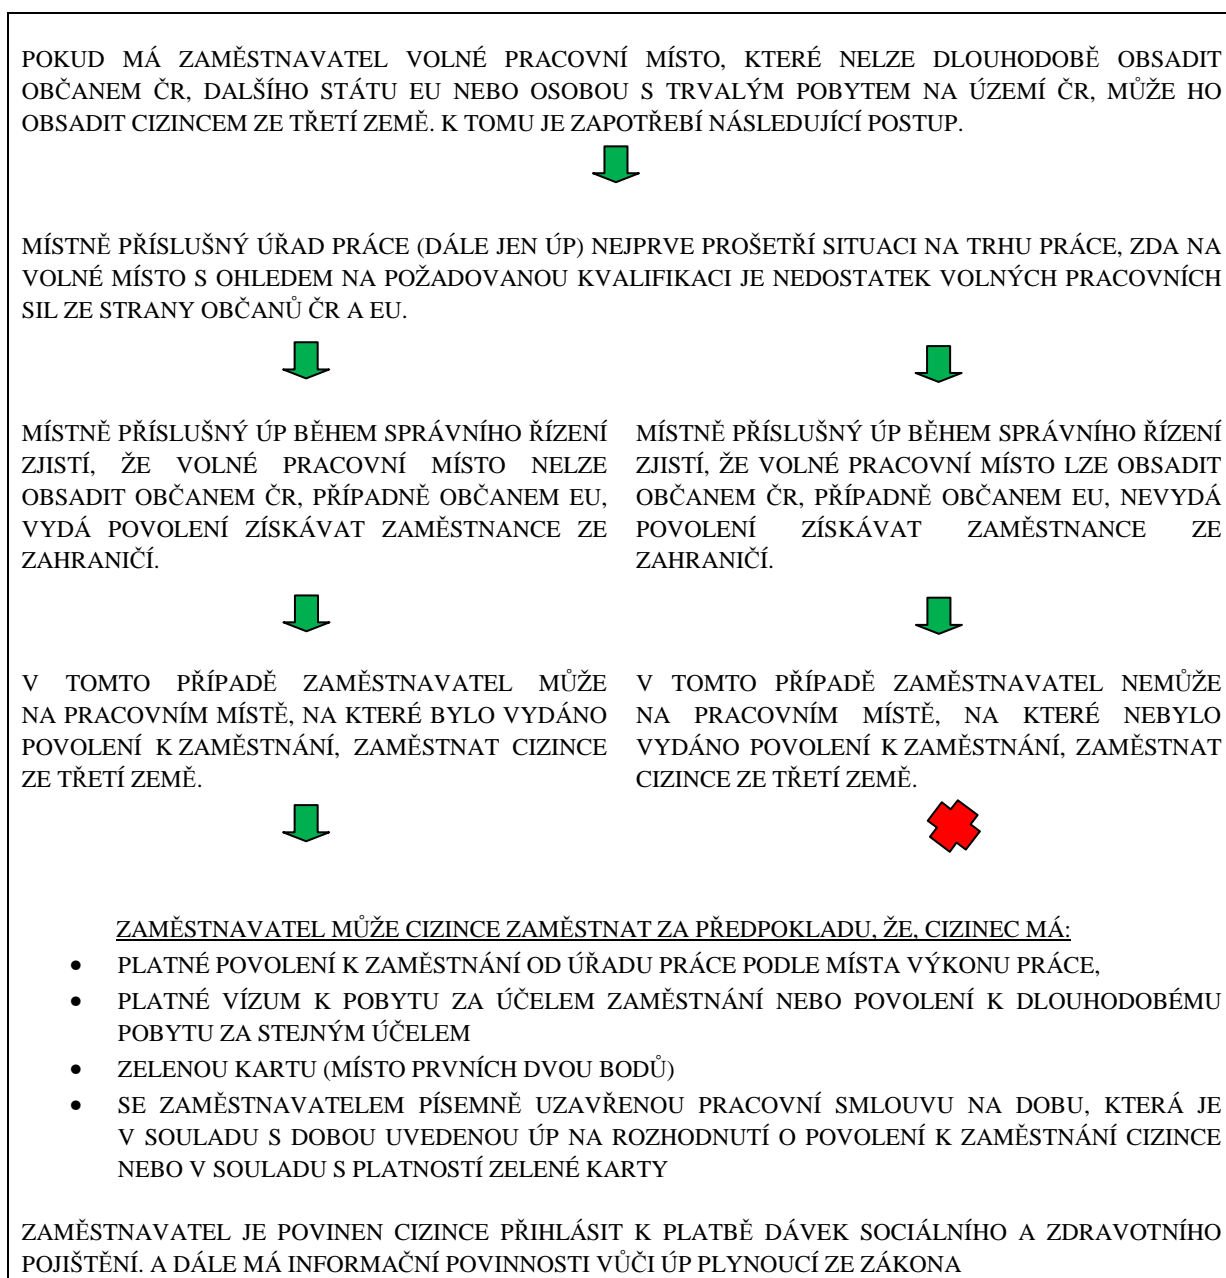 POKUD MÁ ZAMĚSTNAVATEL VOLNÉ PRACOVNÍ MÍSTO, KTERÉ NELZE DLOUHODOBĚ OBSADIT
OBČANEM ČR, DALŠÍHO STÁTU EU NEBO OSOBOU S TRVALÝM POBYTEM NA ÚZEMÍ ČR, MŮŽE HO
OBSADIT CIZINCEM ZE TŘETÍ ZEMĚ. K TOMU JE ZAPOTŘEBÍ NÁSLEDUJÍCÍ POSTUP.
MÍSTNĚ PŘÍSLUŠNÝ ÚŘAD PRÁCE (DÁLE JEN ÚP) NEJPRVE PROŠETŘÍ SITUACI NA TRHU PRÁCE, ZDA NA
VOLNÉ MÍSTO S OHLEDEM NA POŽADOVANOU KVALIFIKACI JE NEDOSTATEK VOLNÝCH PRACOVNÍCH
SIL ZE STRANY OBČANŮ ČR A EU.
MÍSTNĚ PŘÍSLUŠNÝ ÚP BĚHEM SPRÁVNÍHO ŘÍZENÍ
ZJISTÍ, ŽE VOLNÉ PRACOVNÍ MÍSTO NELZE
OBSADIT OBČANEM ČR, PŘÍPADNĚ OBČANEM EU,
VYDÁ POVOLENÍ ZÍSKÁVAT ZAMĚSTNANCE ZE
ZAHRANIČÍ.
MÍSTNĚ PŘÍSLUŠNÝ ÚP BĚHEM SPRÁVNÍHO ŘÍZENÍ
ZJISTÍ, ŽE VOLNÉ PRACOVNÍ MÍSTO LZE OBSADIT
OBČANEM ČR, PŘÍPADNĚ OBČANEM EU, NEVYDÁ
POVOLENÍ ZÍSKÁVAT ZAMĚSTNANCE ZE
ZAHRANIČÍ.
V TOMTO PŘÍPADĚ ZAMĚSTNAVATEL MŮŽE
NA PRACOVNÍM MÍSTĚ, NA KTERÉ BYLO VYDÁNO
POVOLENÍ K ZAMĚSTNÁNÍ, ZAMĚSTNAT CIZINCE
ZE TŘETÍ ZEMĚ.
V TOMTO PŘÍPADĚ ZAMĚSTNAVATEL NEMŮŽE
NA PRACOVNÍM MÍSTĚ, NA KTERÉ NEBYLO
VYDÁNO POVOLENÍ K ZAMĚSTNÁNÍ, ZAMĚSTNAT
CIZINCE ZE TŘETÍ ZEMĚ.
ZAMĚSTNAVATEL MŮŽE CIZINCE ZAMĚSTNAT ZA PŘEDPOKLADU, ŽE, CIZINEC MÁ:
• PLATNÉ POVOLENÍ K ZAMĚSTNÁNÍ OD ÚŘADU PRÁCE PODLE MÍSTA VÝKONU PRÁCE,
• PLATNÉ VÍZUM K POBYTU ZA ÚČELEM ZAMĚSTNÁNÍ NEBO POVOLENÍ K DLOUHODOBÉMU
POBYTU ZA STEJNÝM ÚČELEM
• ZELENOU KARTU (MÍSTO PRVNÍCH DVOU BODŮ)
• SE ZAMĚSTNAVATELEM PÍSEMNĚ UZAVŘENOU PRACOVNÍ SMLOUVU NA DOBU, KTERÁ JE
V SOULADU S DOBOU UVEDENOU ÚP NA ROZHODNUTÍ O POVOLENÍ K ZAMĚSTNÁNÍ CIZINCE
NEBO V SOULADU S PLATNOSTÍ ZELENÉ KARTY
ZAMĚSTNAVATEL JE POVINEN CIZINCE PŘIHLÁSIT K PLATBĚ DÁVEK SOCIÁLNÍHO A ZDRAVOTNÍHO
POJIŠTĚNÍ. A DÁLE MÁ INFORMAČNÍ POVINNOSTI VŮČI ÚP PLYNOUCÍ ZE ZÁKONA